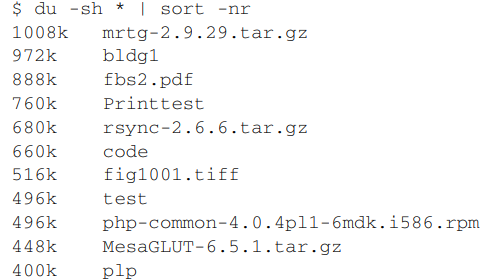 $ du -sh * | sort -nr
1008k mrtg-2.9.29.tar.gz
972k bldg1
888k fbs2.pdf
760k Printtest
680k rsync-2.6.6.tar.gz
660k code
516k fig1001.tiff
496k test
496k php-common-4.0.4pl1-6mdk.i586.rpm
448k MesaGLUT-6.5.1.tar.gz
400k plp